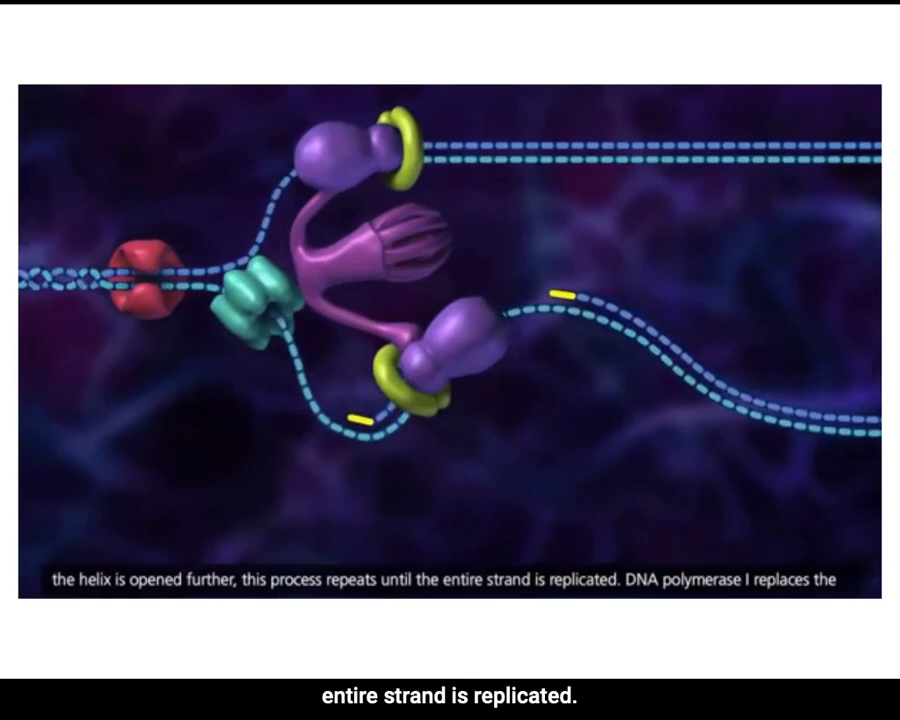 the helix is opened further, this process repeats until the entire strand is replicated. DNA polymerase I replaces the
entire strand is replicated.